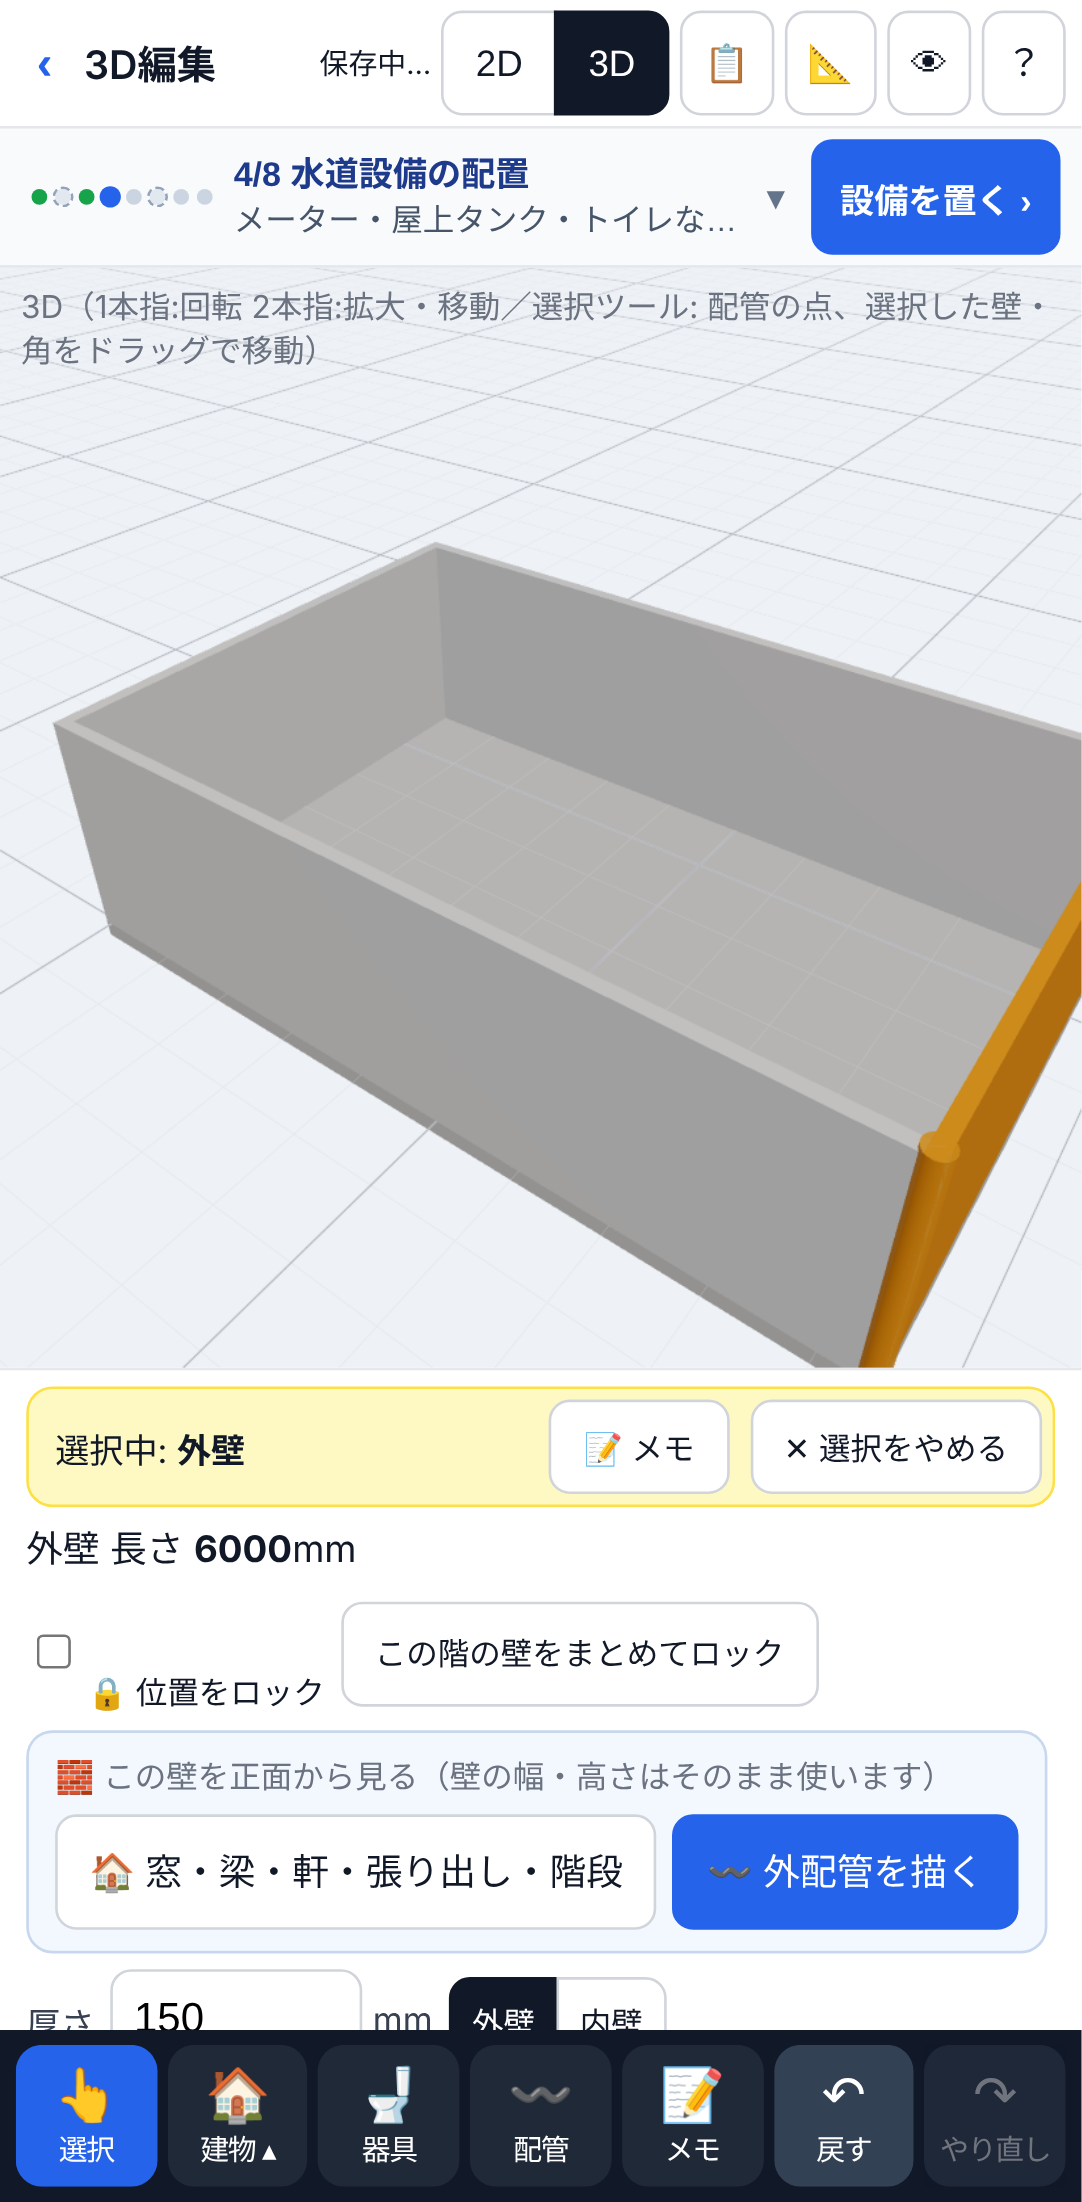 ‹ 3D編集 保存中... 2D 3D ?
4/8 水道設備の配置
メーター・屋上タンク・トイレな... ▼ 設備を置く ›
3D（1本指:回転 2本指:拡大・移動／選択ツール: 配管の点、選択した壁・
角をドラッグで移動）
選択中: 外壁 メモ ✕ 選択をやめる
外壁 長さ 6000mm
位置をロック この階の壁をまとめてロック
この壁を正面から見る（壁の幅・高さはそのまま使います）
窓・梁・軒・張り出し・階段 外配管を描く
厚さ 150 mm 外壁 内壁
選択 建物▲ 器具 配管 メモ 戻す やり直し